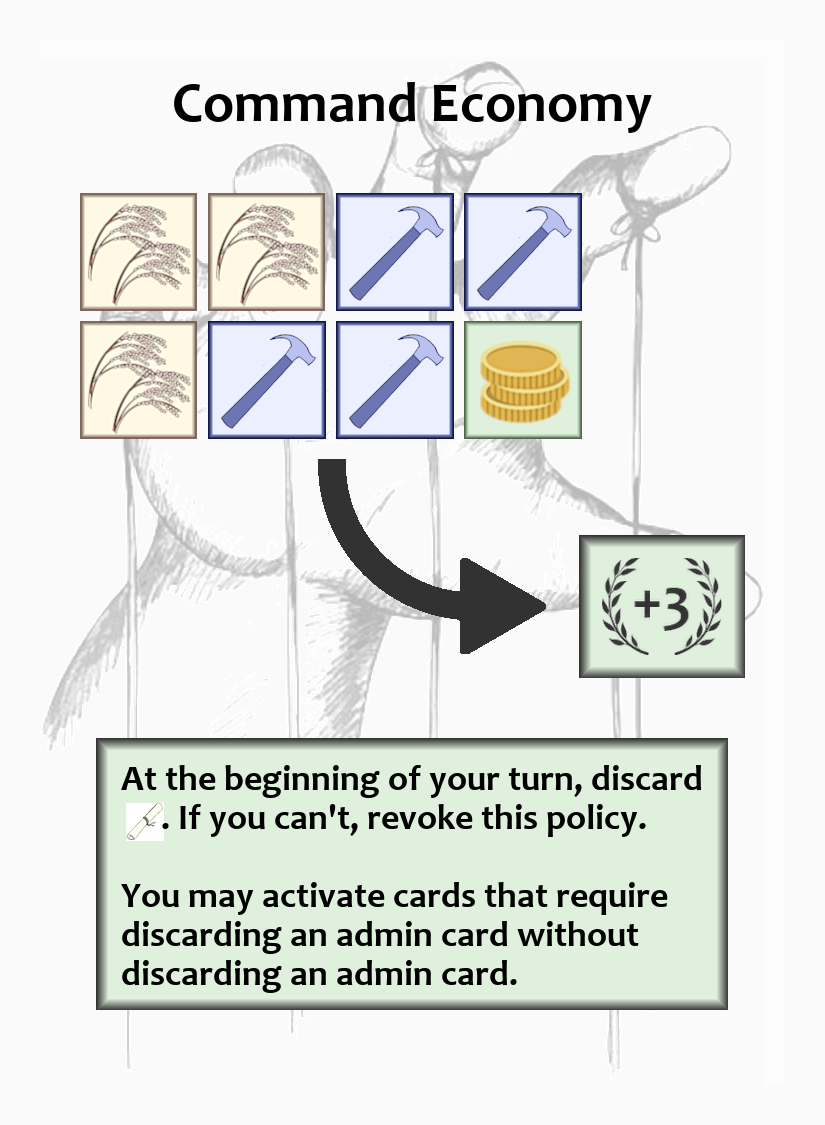 Command Economy
+3
At the beginning of your turn, discard
. If you can't, revoke this policy.
You may activate cards that require
discarding an admin card without
discarding an admin card.